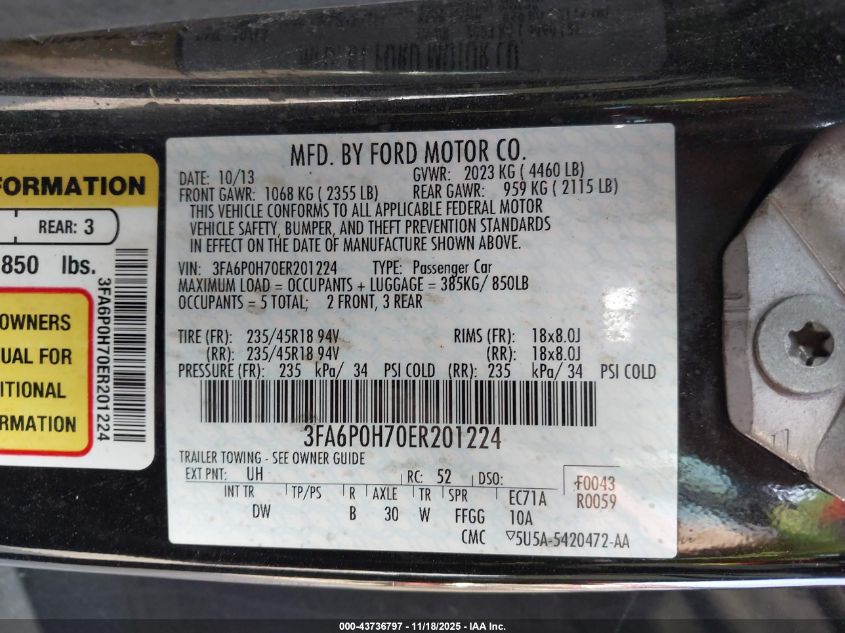 MFD. BY FORD MOTOR CO.
DATE: 10/13 GVWR: 2023 KG ( 4460 LB)
FRONT GAWR: 1068 KG ( 2355 LB) REAR GAWR: 959 KG ( 2115 LB)
THIS VEHICLE CONFORMS TO ALL APPLICABLE FEDERAL MOTOR
VEHICLE SAFETY, BUMPER, AND THEFT PREVENTION STANDARDS
IN EFFECT ON THE DATE OF MANUFACTURE SHOWN ABOVE.
VIN: 3FA6P0H70ER201224 TYPE: Passenger Car
MAXIMUM LOAD = OCCUPANTS + LUGGAGE = 385KG/ 850LB
OCCUPANTS = 5 TOTAL; 2 FRONT, 3 REAR
TIRE (FR): 235/45R18 94V RIMS (FR): 18x8.0J
(RR): 235/45R18 94V (RR): 18x8.0J
PRESSURE (FR): 235 kPa/ 34 PSI COLD (RR): 235 kPa/ 34 PSI COLD
3FA6P0H70ER201224
TRAILER TOWING - SEE OWNER GUIDE
EXT PNT: UH RC: 52 DSO: F0043
R0059
INT TR TP/PS R AXLE TR SPR EC71A
DW B 30 W FFGG 10A
CMC ▽5U5A-5420472-AA
FORMATION
REAR: 3
850 lbs.
OWNERS
UAL FOR
ITIONAL
RMATION
3FA6P0H70ER201224
000-43736797 - 11/18/2025 - IAA Inc.